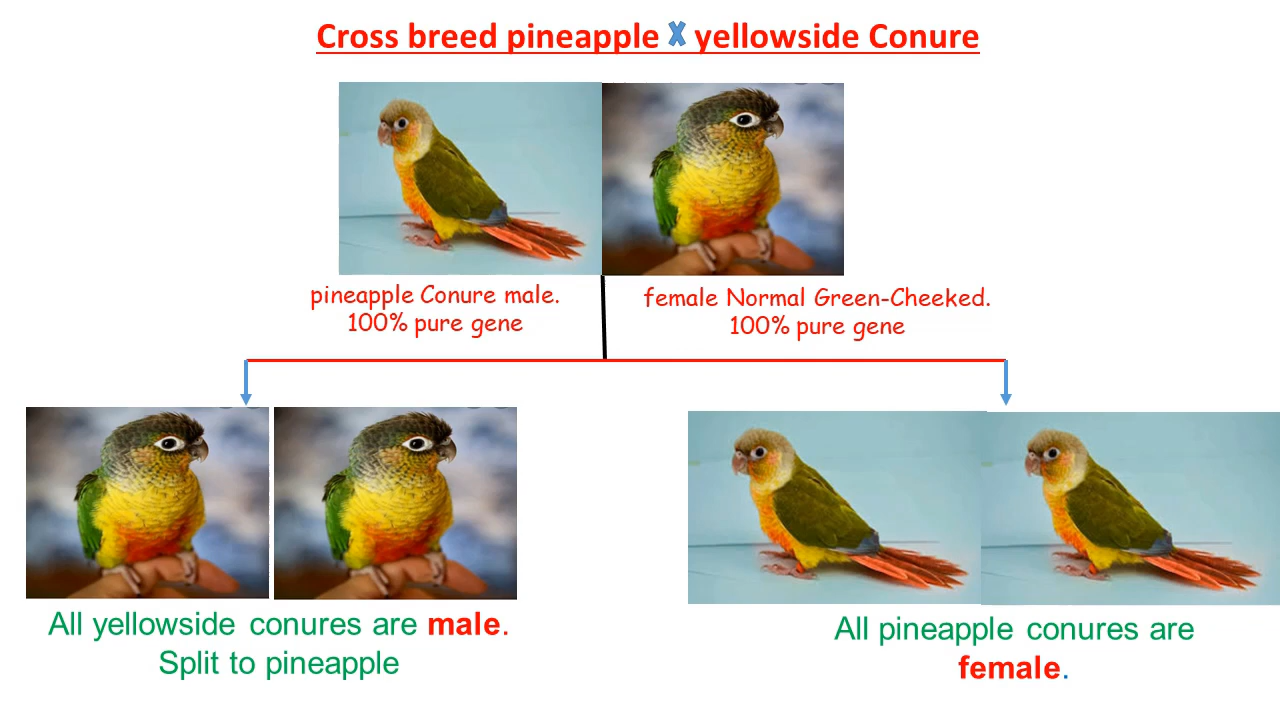 Cross breed pineapple X yellowside Conure
pineapple Conure male.
100% pure gene
female Normal Green-Cheeked.
100% pure gene
All yellowside conures are male.
Split to pineapple
All pineapple conures are
female.